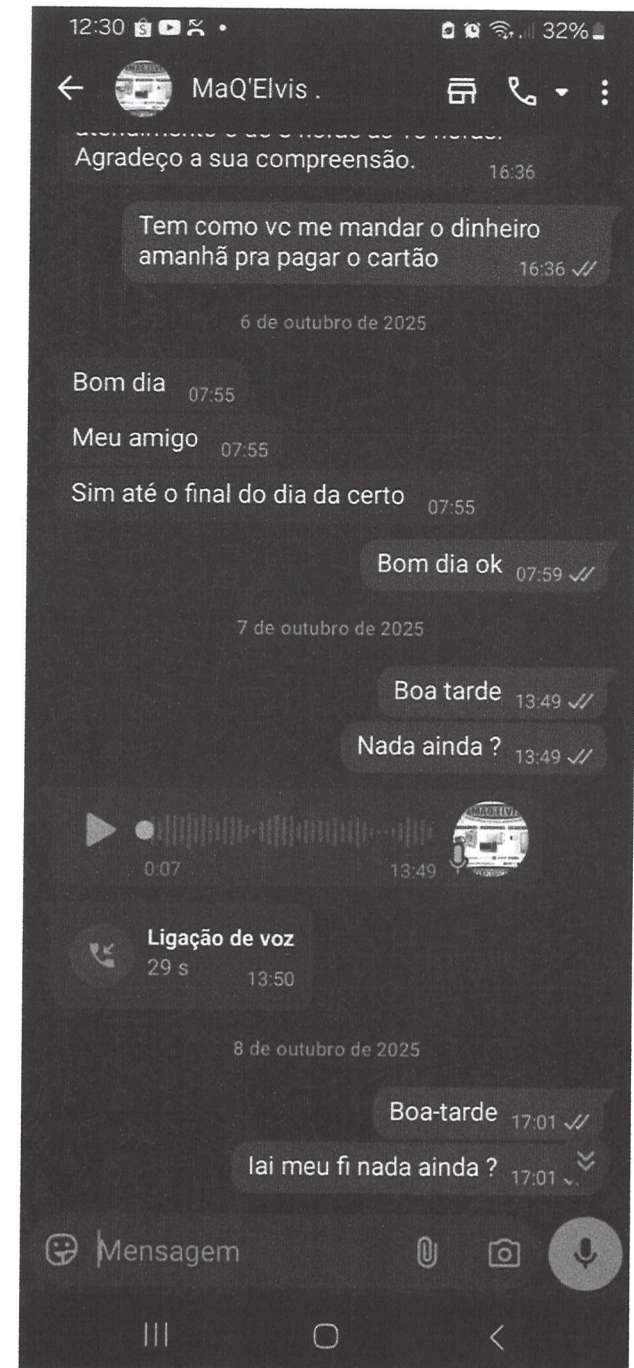 12:30 32%
MaQ'Elvis .
Agradeço a sua compreensão. 16:36
Tem como vc me mandar o dinheiro
amanhã pra pagar o cartão 16:36
6 de outubro de 2025
Bom dia 07:55
Meu amigo 07:55
Sim até o final do dia da certo 07:55
Bom dia ok 07:59
7 de outubro de 2025
Boa tarde 13:49
Nada ainda ? 13:49
0:07 13:49
Ligação de voz
29 s 13:50
8 de outubro de 2025
Boa-tarde 17:01
Iai meu fi nada ainda ? 17:01
Mensagem